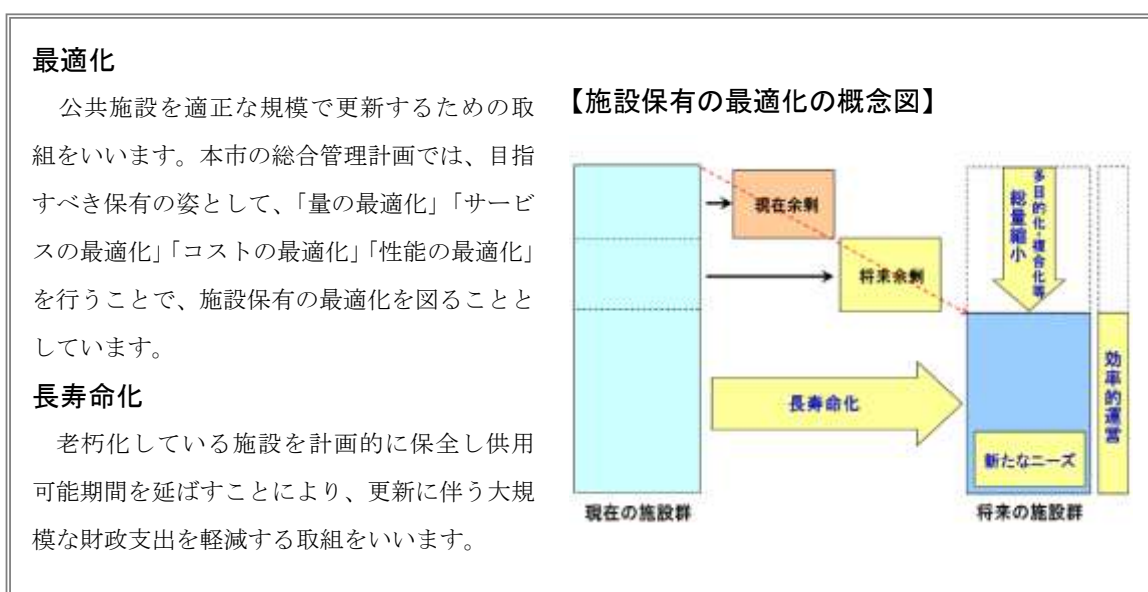 最適化
公共施設を適正な規模で更新するための取
組をいいます。本市の総合管理計画では、目指
すべき保有の姿として、「量の最適化」「サービ
スの最適化」「コストの最適化」「性能の最適化」
を行うことで、施設保有の最適化を図ることと
しています。
長寿命化
老朽化している施設を計画的に保全し供用
可能期間を延ばすことにより、更新に伴う大規
模な財政支出を軽減する取組をいいます。
【施設保有の最適化の概念図】
現在余剰
将来余剰
総量縮小
多目的化・複合化等
長寿命化
効率的運営
新たなニーズ
現在の施設群
将来の施設群